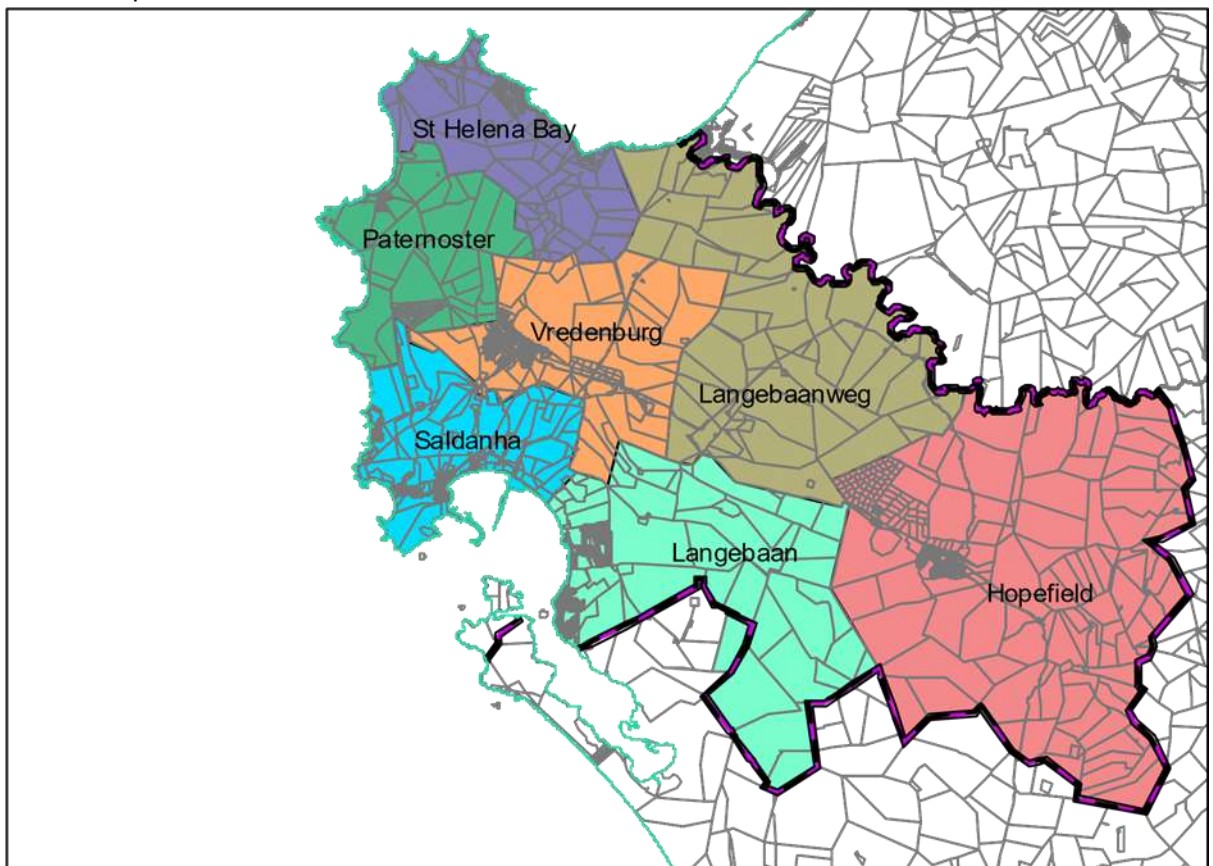 St Helena Bay
Paternoster
Vredenburg
Langebaanweg
Saldanha
Langebaan
Hopefield